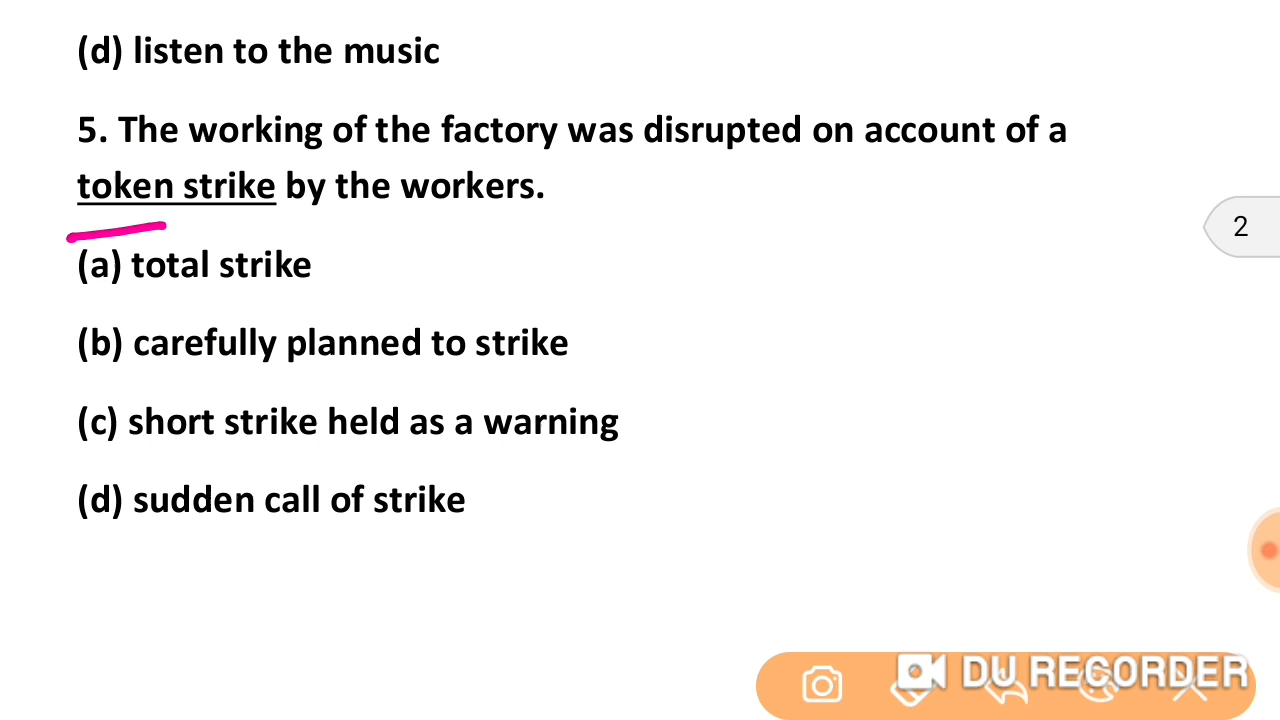 (d) listen to the music
5. The working of the factory was disrupted on account of a
token strike by the workers.
2
(a) total strike
(b) carefully planned to strike
(c) short strike held as a warning
(d) sudden call of strike
DU RECORDER